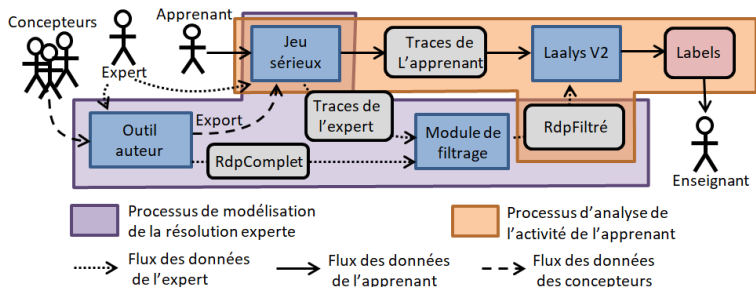 Concepteurs
Apprenant
Expert
Jeu
sérieux
Traces de
L'apprenant
Laalys V2
Labels
Export
Traces de
l'expert
Outil
auteur
RdpComplet
Module de
filtrage
RdpFiltré
Enseignant
Processus de modélisation
de la résolution experte
Processus d'analyse de
l'activité de l'apprenant
Flux des données
de l'expert
Flux des données
de l'apprenant
Flux des données
des concepteurs